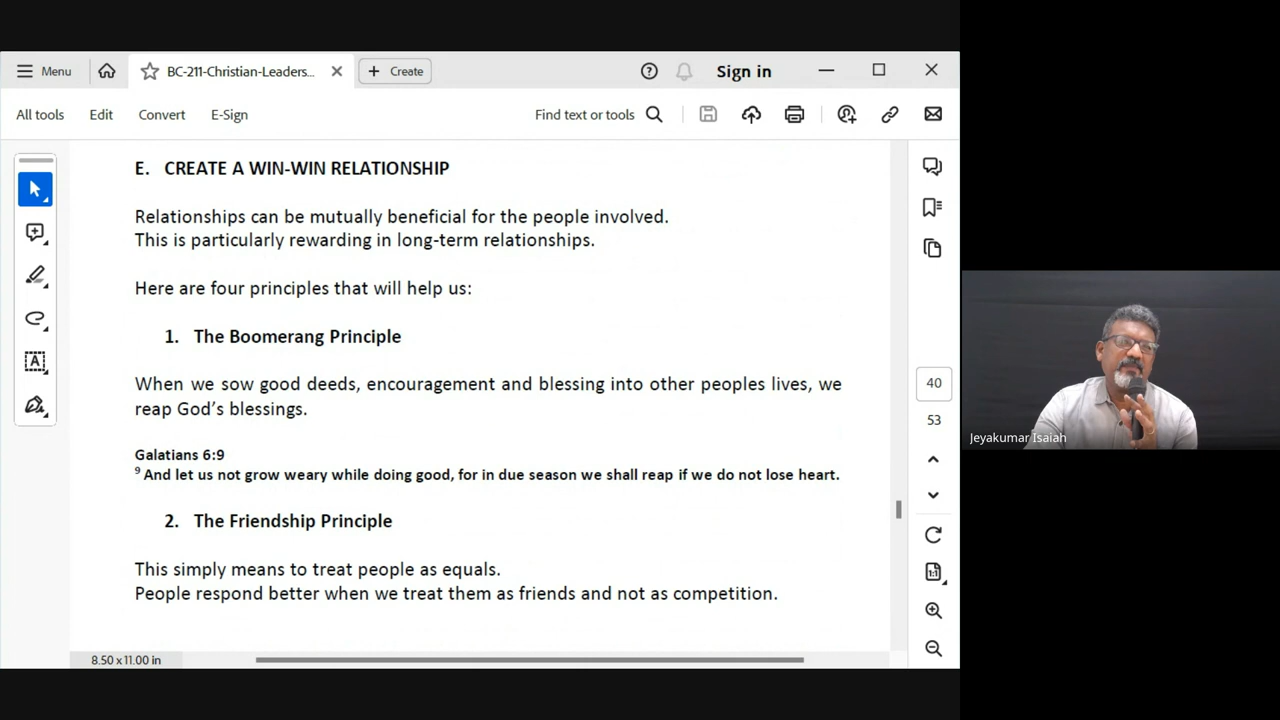 Menu
BC-211-Christian-Leaders...
Create
Sign in
All tools
Edit
Convert
E-Sign
Find text or tools
E. CREATE A WIN-WIN RELATIONSHIP
Relationships can be mutually beneficial for the people involved.
This is particularly rewarding in long-term relationships.
Here are four principles that will help us:
1. The Boomerang Principle
When we sow good deeds, encouragement and blessing into other peoples lives, we
reap God’s blessings.
Galatians 6:9
9 And let us not grow weary while doing good, for in due season we shall reap if we do not lose heart.
2. The Friendship Principle
This simply means to treat people as equals.
People respond better when we treat them as friends and not as competition.
8.50 x 11.00 in
40
53
1:1
Jeyakumar Isaiah